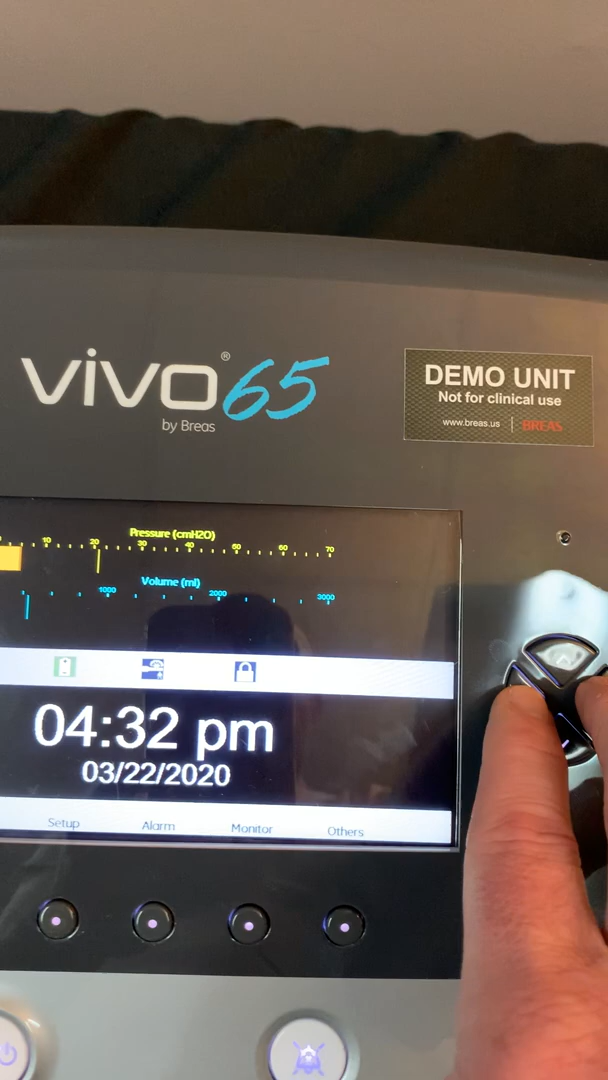 vivo® 65
by Breas
DEMO UNIT
Not for clinical use
www.breas.us | BREAS
Pressure (cmH2O)
10 20 30 40 50 60 70
Volume (ml)
1000 2000 3000
04:32 pm
03/22/2020
Setup Alarm Monitor Others